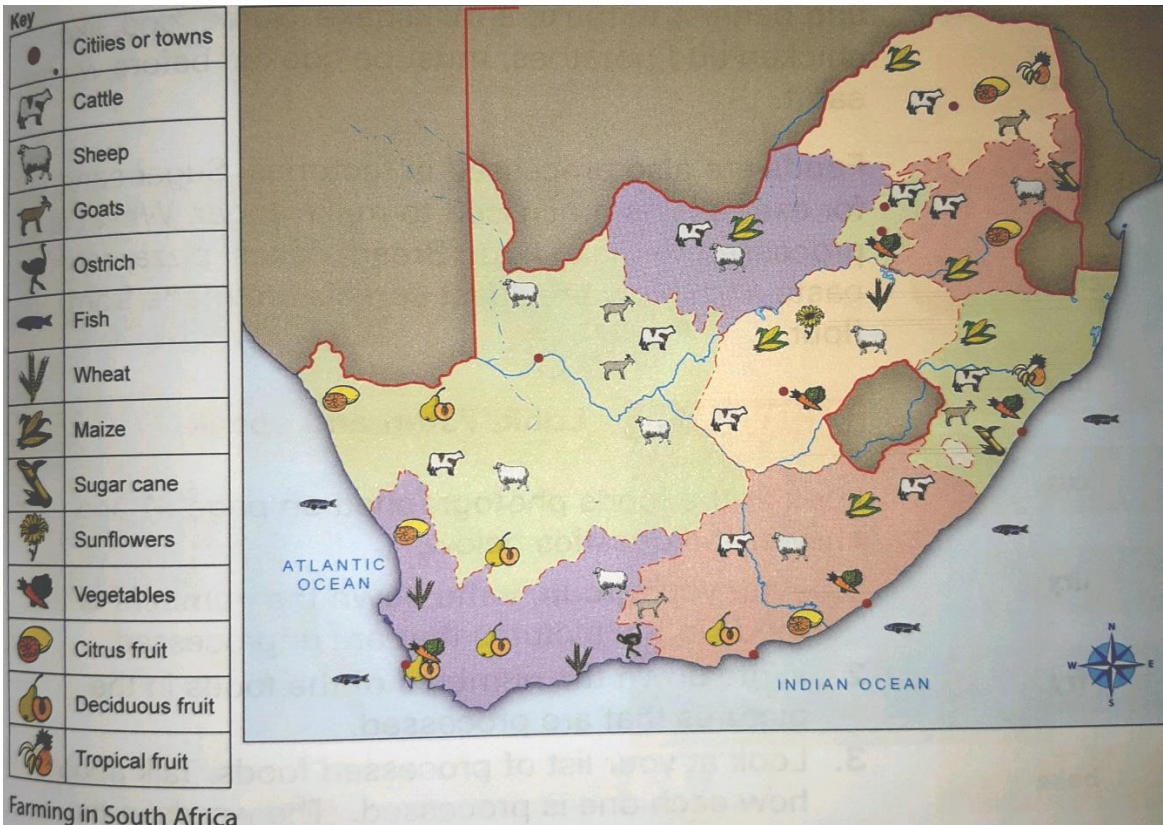 Key
Citiies or towns
Cattle
Sheep
Goats
Ostrich
Fish
Wheat
Maize
Sugar cane
Sunflowers
Vegetables
Citrus fruit
Deciduous fruit
Tropical fruit
Farming in South Africa
ATLANTIC
OCEAN
INDIAN OCEAN
N
W
E
S
3.